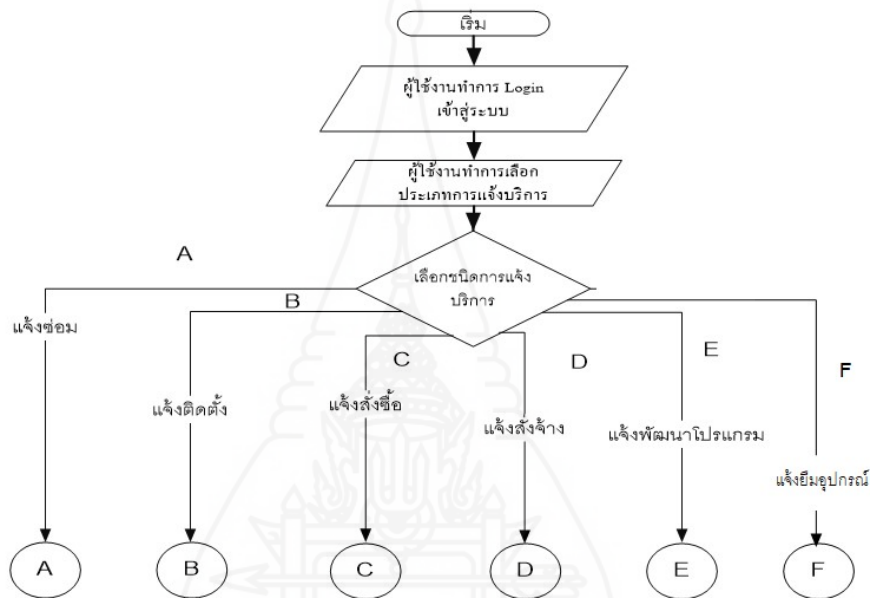 เริ่ม
ผู้ใช้งานทำการ Login
เข้าสู่ระบบ
ผู้ใช้งานทำการเลือก
ประเภทการแจ้งบริการ
เลือกชนิดการแจ้ง
บริการ
A
B
C
D
E
F
แจ้งซ่อม
แจ้งติดตั้ง
แจ้งสั่งซื้อ
แจ้งสั่งจ้าง
แจ้งพัฒนาโปรแกรม
แจ้งยืมอุปกรณ์
A
B
C
D
E
F